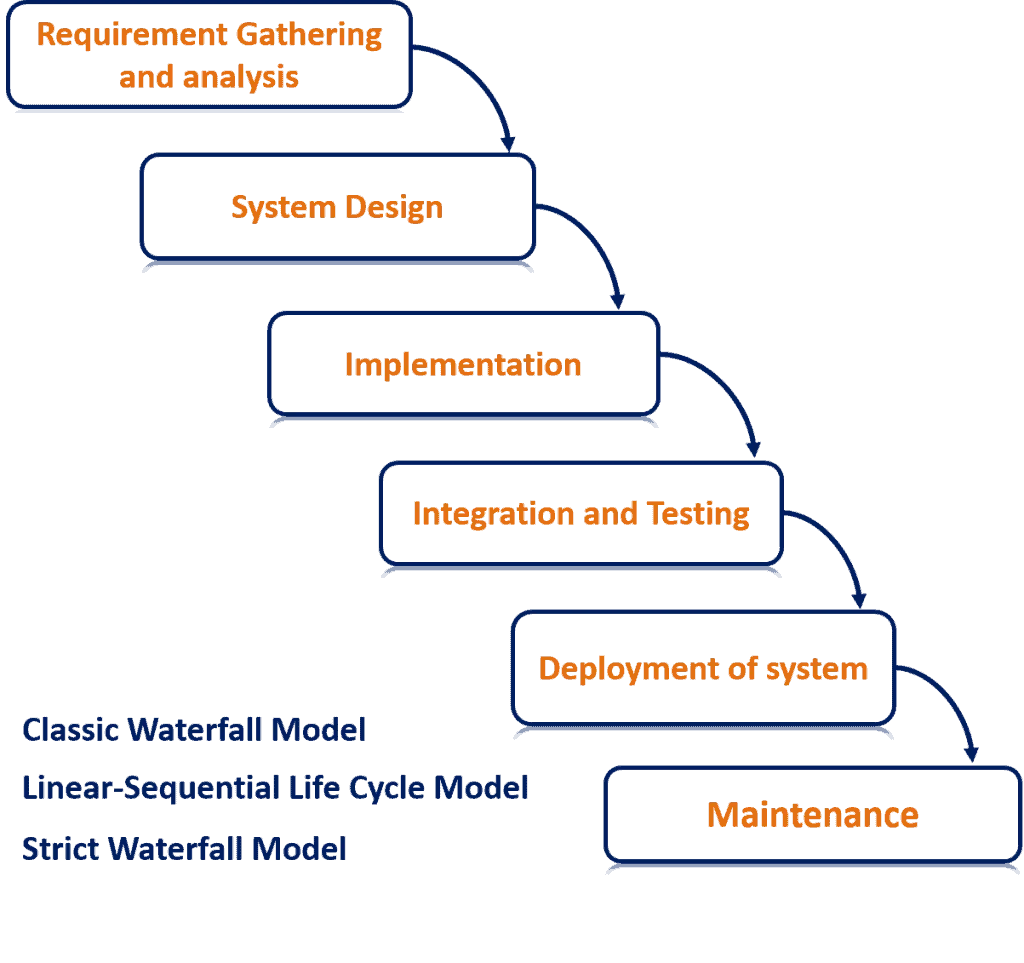 Requirement Gathering
and analysis
System Design
Implementation
Integration and Testing
Deployment of system
Maintenance
Classic Waterfall Model
Linear-Sequential Life Cycle Model
Strict Waterfall Model